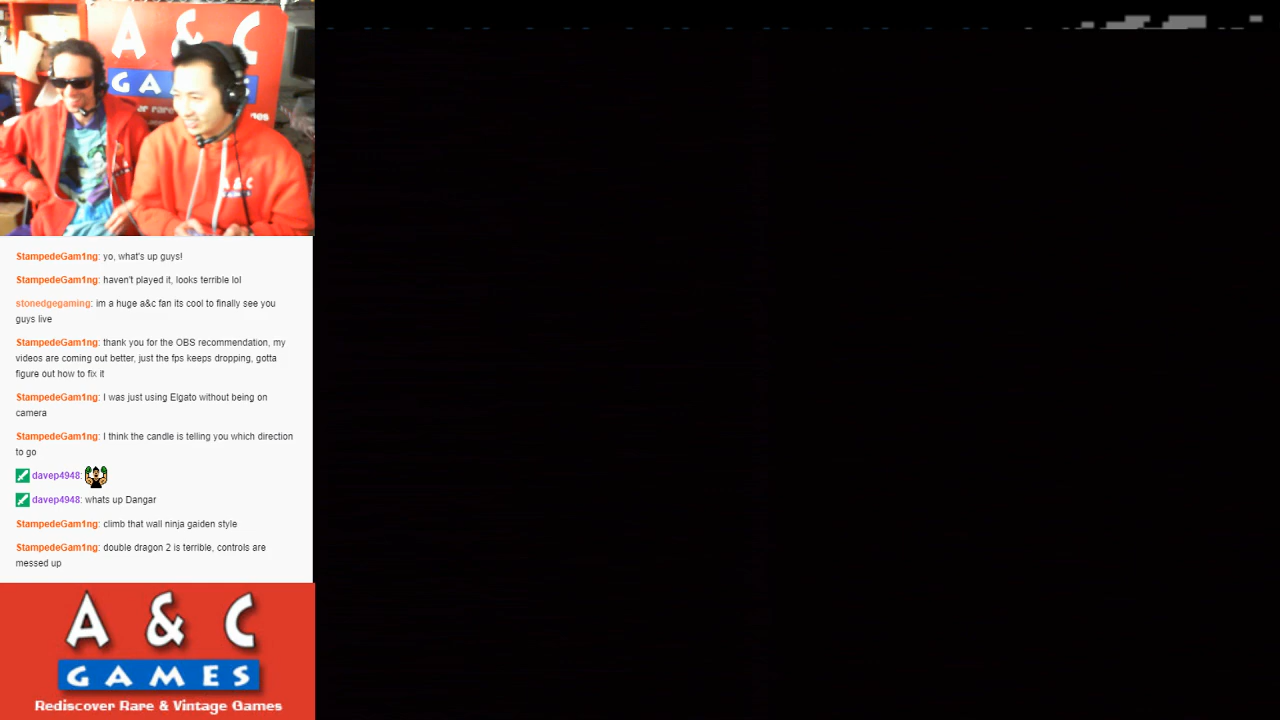 A & C
GAMES
A & C
GAMES
StampedeGam1ng: yo, what's up guys!
StampedeGam1ng: haven't played it, looks terrible lol
stonedgegaming: im a huge a&c fan its cool to finally see you
guys live
StampedeGam1ng: thank you for the OBS recommendation, my
videos are coming out better, just the fps keeps dropping, gotta
figure out how to fix it
StampedeGam1ng: I was just using Elgato without being on
camera
StampedeGam1ng: I think the candle is telling you which direction
to go
davep4948:
davep4948: whats up Dangar
StampedeGam1ng: climb that wall ninja gaiden style
StampedeGam1ng: double dragon 2 is terrible, controls are
messed up
A & C
GAMES
Rediscover Rare & Vintage Games